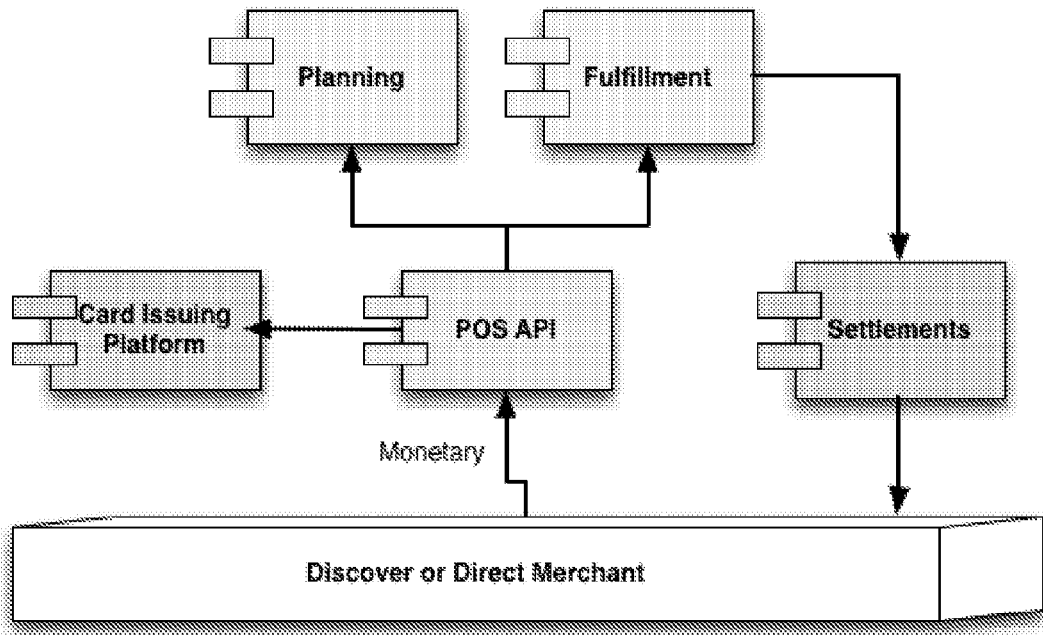 Planning
Fulfillment
Card Issuing
Platform
POS API
Settlements
Monetary
Discover or Direct Merchant